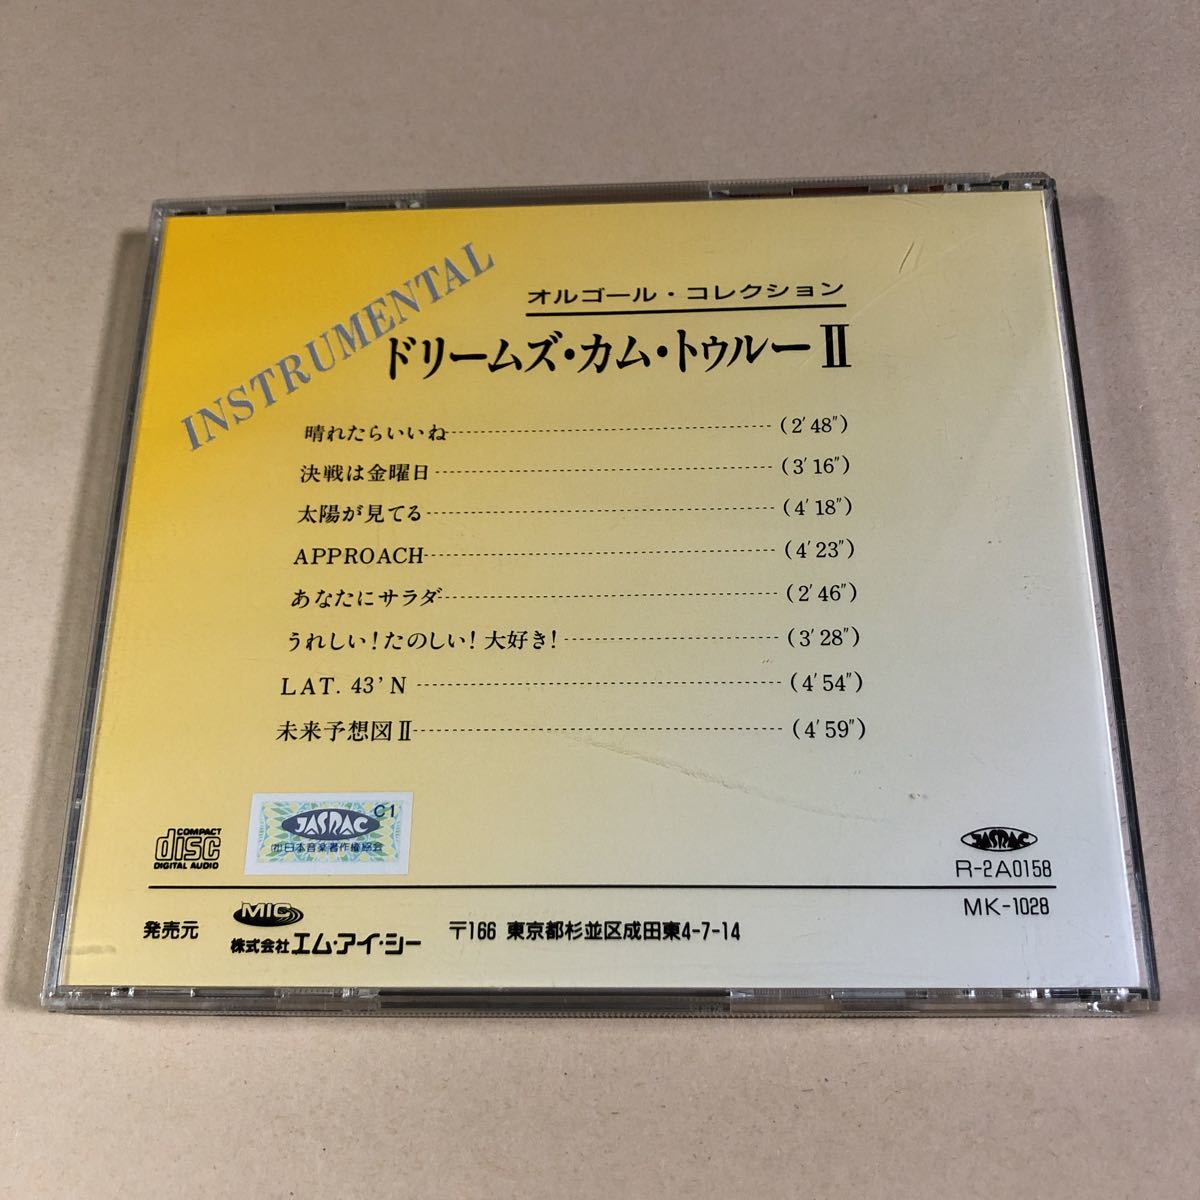 INSTRUMENTAL
オルゴール・コレクション
ドリームズ・カム・トゥルーⅡ
晴れたらいいね (2′48″)
決戦は金曜日 (3′16″)
太陽が見てる (4′18″)
APPROACH (4′23″)
あなたにサラダ (2′46″)
うれしい!たのしい!大好き! (3′28″)
LAT. 43’N (4′54″)
未来予想図Ⅱ (4′59″)
COMPACT
disc
DIGITAL AUDIO
C1
JASRAC
(社)日本音楽著作権協会
JASRAC
R-2A0158
MK-1028
発売元
MIC
株式会社エム・アイ・シー
〒166 東京都杉並区成田東4-7-14